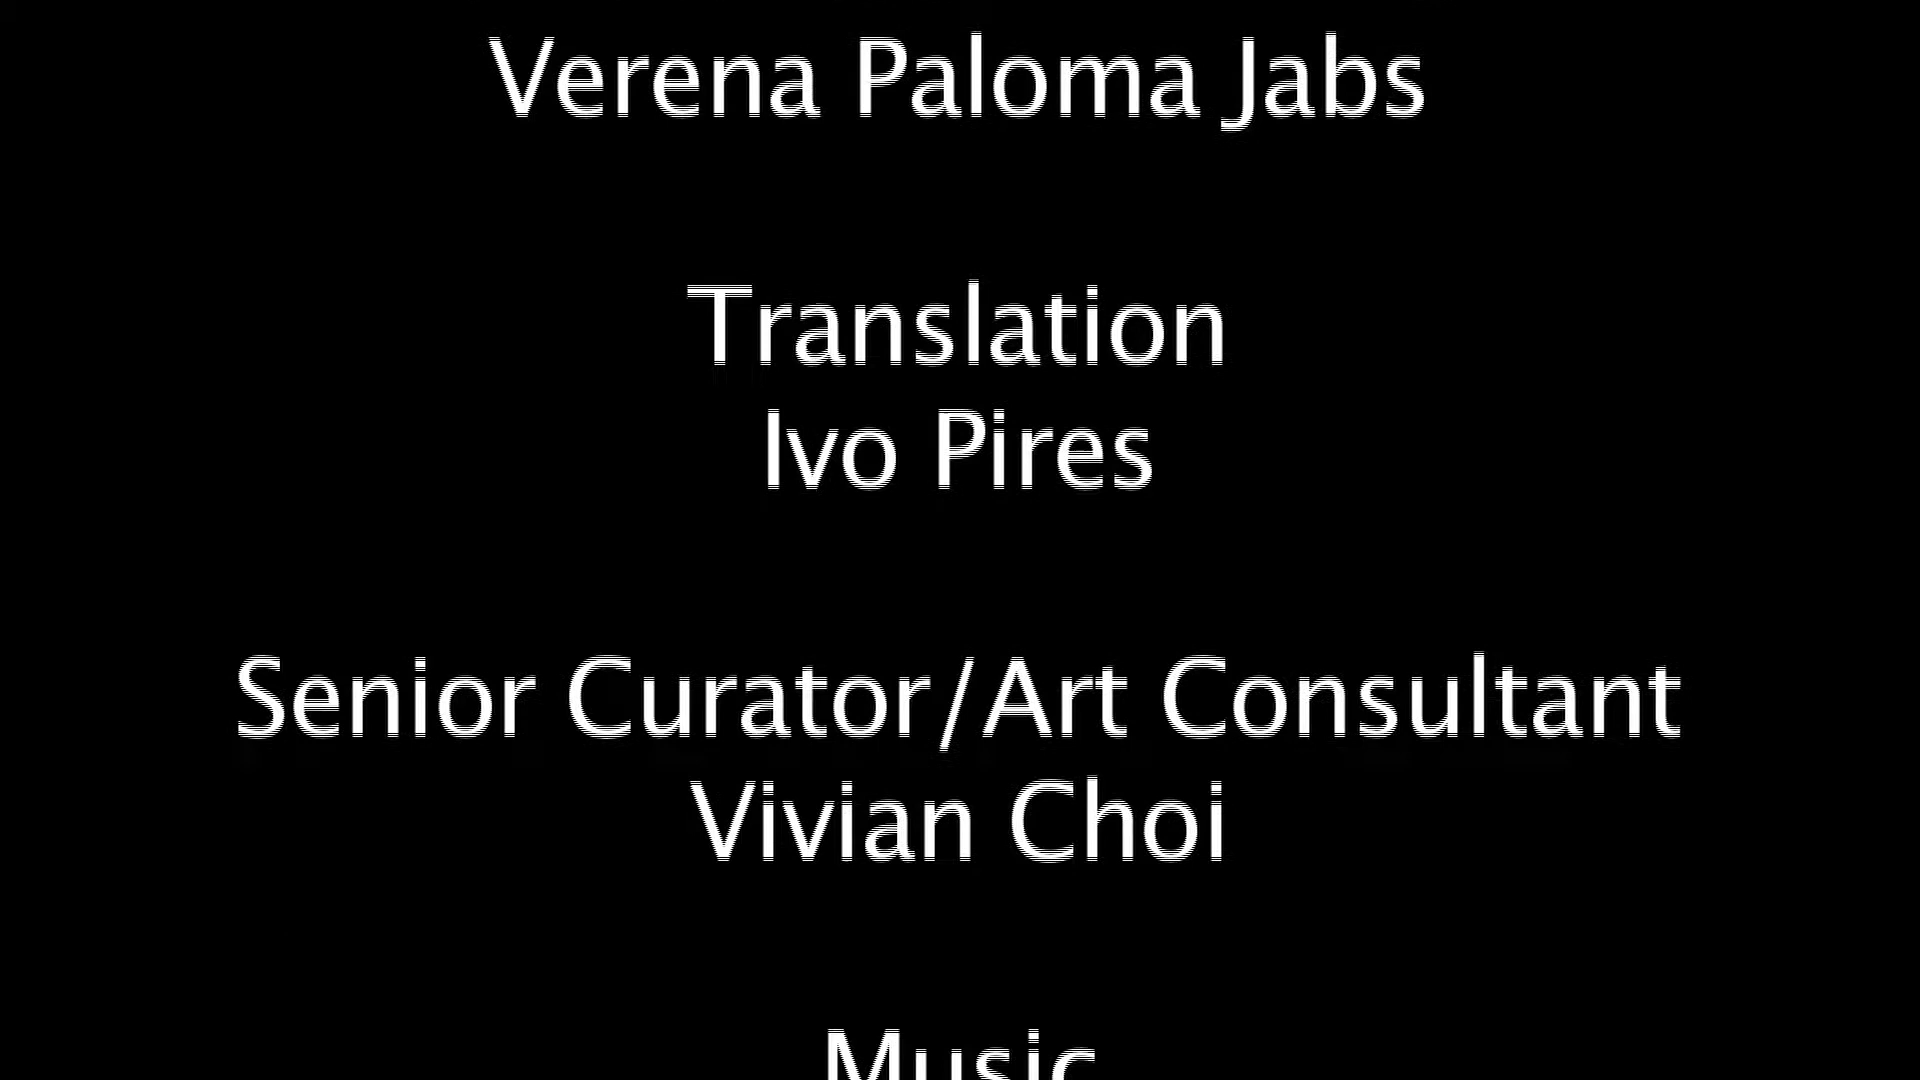 Verena Paloma Jabs
Translation
Ivo Pires
Senior Curator/Art Consultant
Vivian Choi
Music